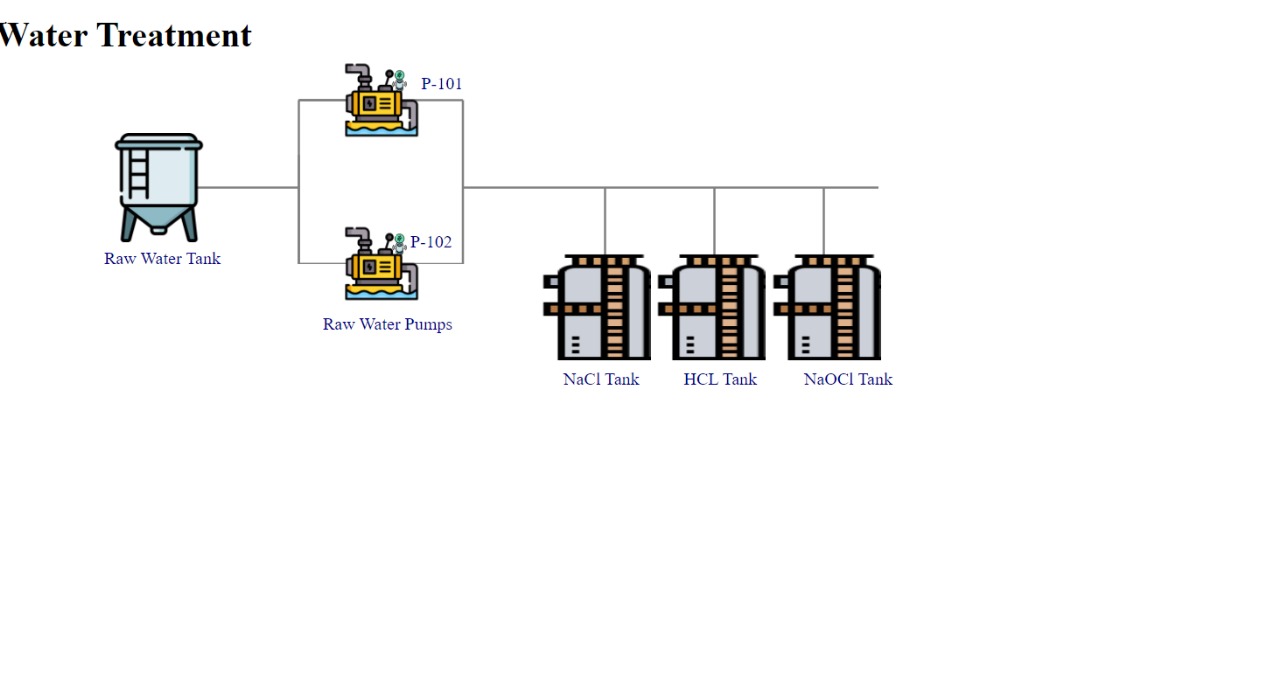 Water Treatment
P-101
P-102
Raw Water Tank
Raw Water Pumps
NaCl Tank
HCL Tank
NaOCl Tank